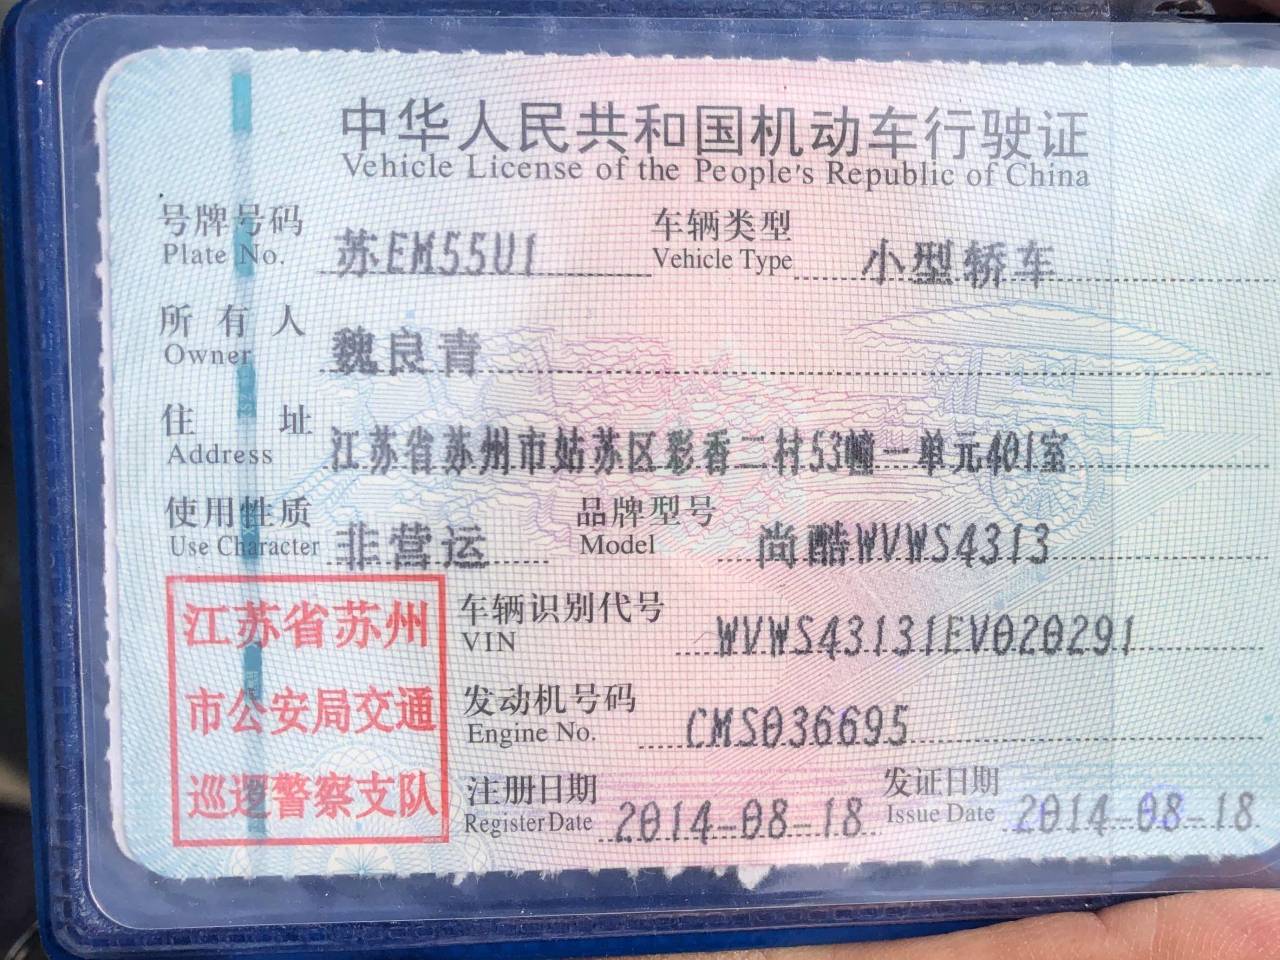 中华人民共和国机动车行驶证
Vehicle License of the People's Republic of China
号牌号码 苏EM55U1 车辆类型 小型轿车
Plate No. Vehicle Type
所有人 魏良青
Owner
住址 江苏省苏州市姑苏区彩香二村53幢一单元401室
Address
使用性质 非营运 品牌型号 尚酷WVWS4313
Use Character Model
江苏省苏州
市公安局交通
巡逻警察支队
车辆识别代号 WVWS43131EV020291
VIN
发动机号码 CMS036695
Engine No.
注册日期 2014-08-18 发证日期 2014-08-18
Register Date Issue Date